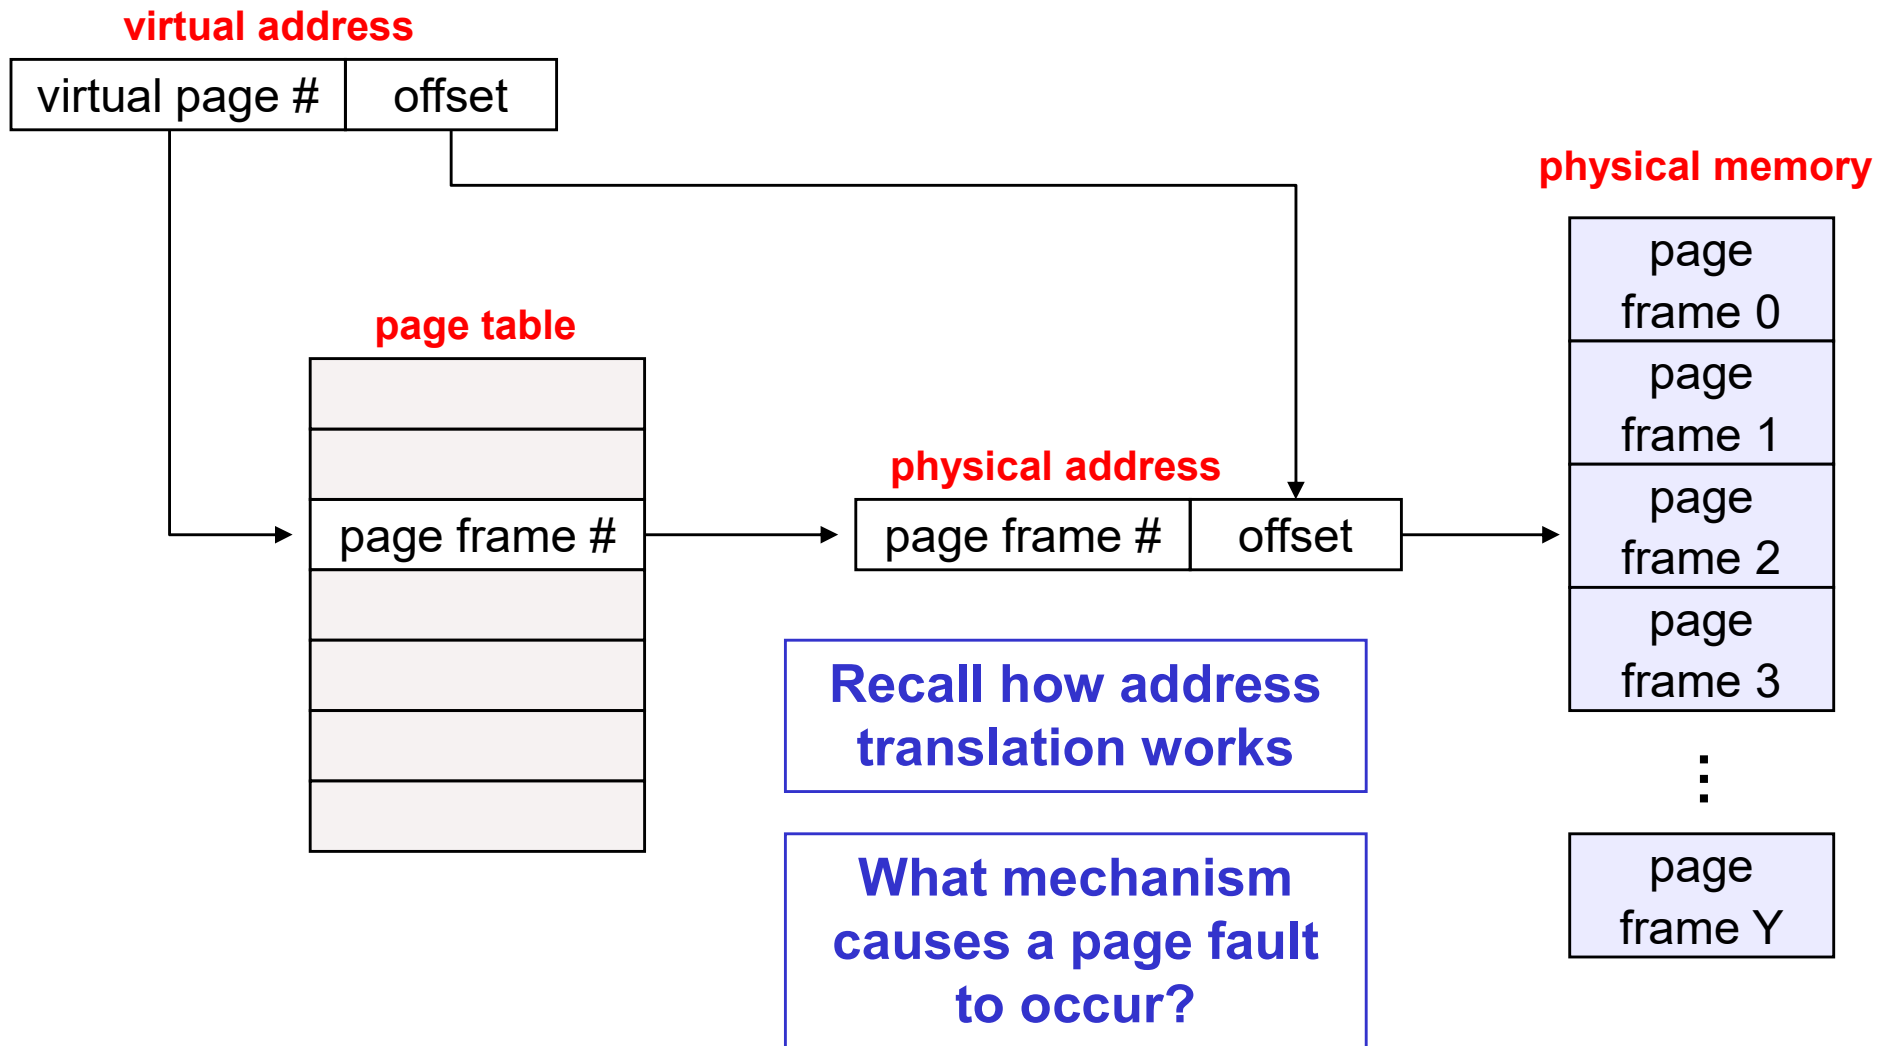 virtual address
virtual page #
offset
physical memory
page
frame 0
page table
page
frame 1
physical address
page
frame 2
page frame #
page frame #
offset
page
frame 3
Recall how address
translation works
⋮
What mechanism
causes a page fault
to occur?
page
frame Y